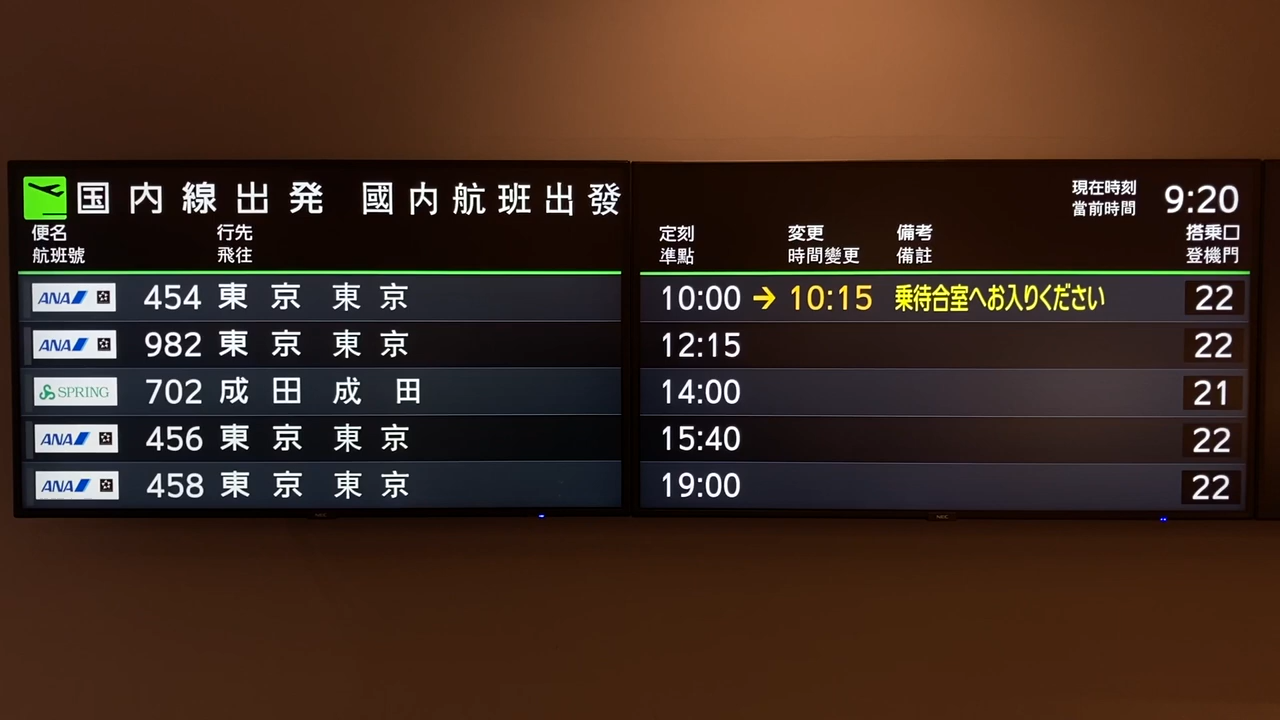 国内線出発 國内航班出發 現在時刻 當前時間 9:20
便名 行先 定刻 変更 備考 搭乗口
航班號 飛往 準點 時間變更 備註 登機門
ANA 454 東京 東京 10:00 → 10:15 乗待合室へお入りください 22
ANA 982 東京 東京 12:15 22
SPRING 702 成田 成田 14:00 21
ANA 456 東京 東京 15:40 22
ANA 458 東京 東京 19:00 22
NEC NEC